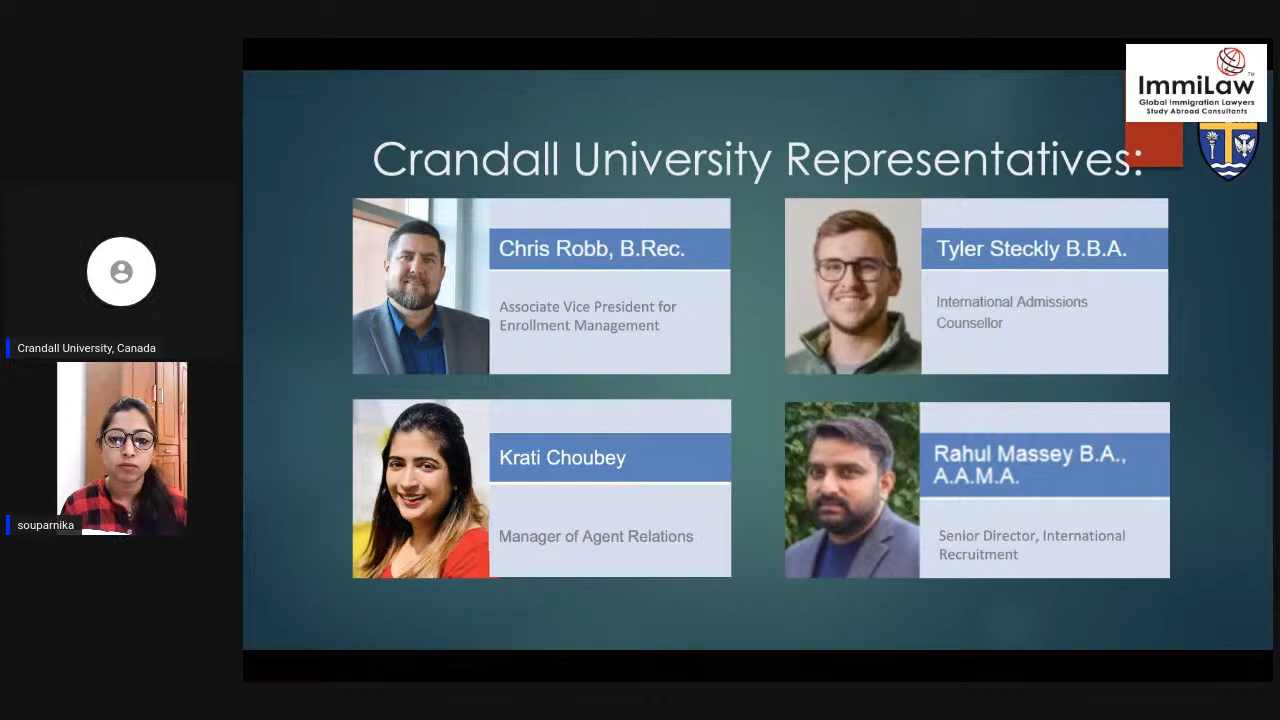 ImmiLaw™
Global Immigration Lawyers
Study Abroad Consultants
Crandall University Representatives:
Chris Robb, B.Rec.
Associate Vice President for
Enrollment Management
Tyler Steckly B.B.A.
International Admissions
Counsellor
Krati Choubey
Manager of Agent Relations
Rahul Massey B.A.,
A.A.M.A.
Senior Director, International
Recruitment
Crandall University, Canada
souparnika